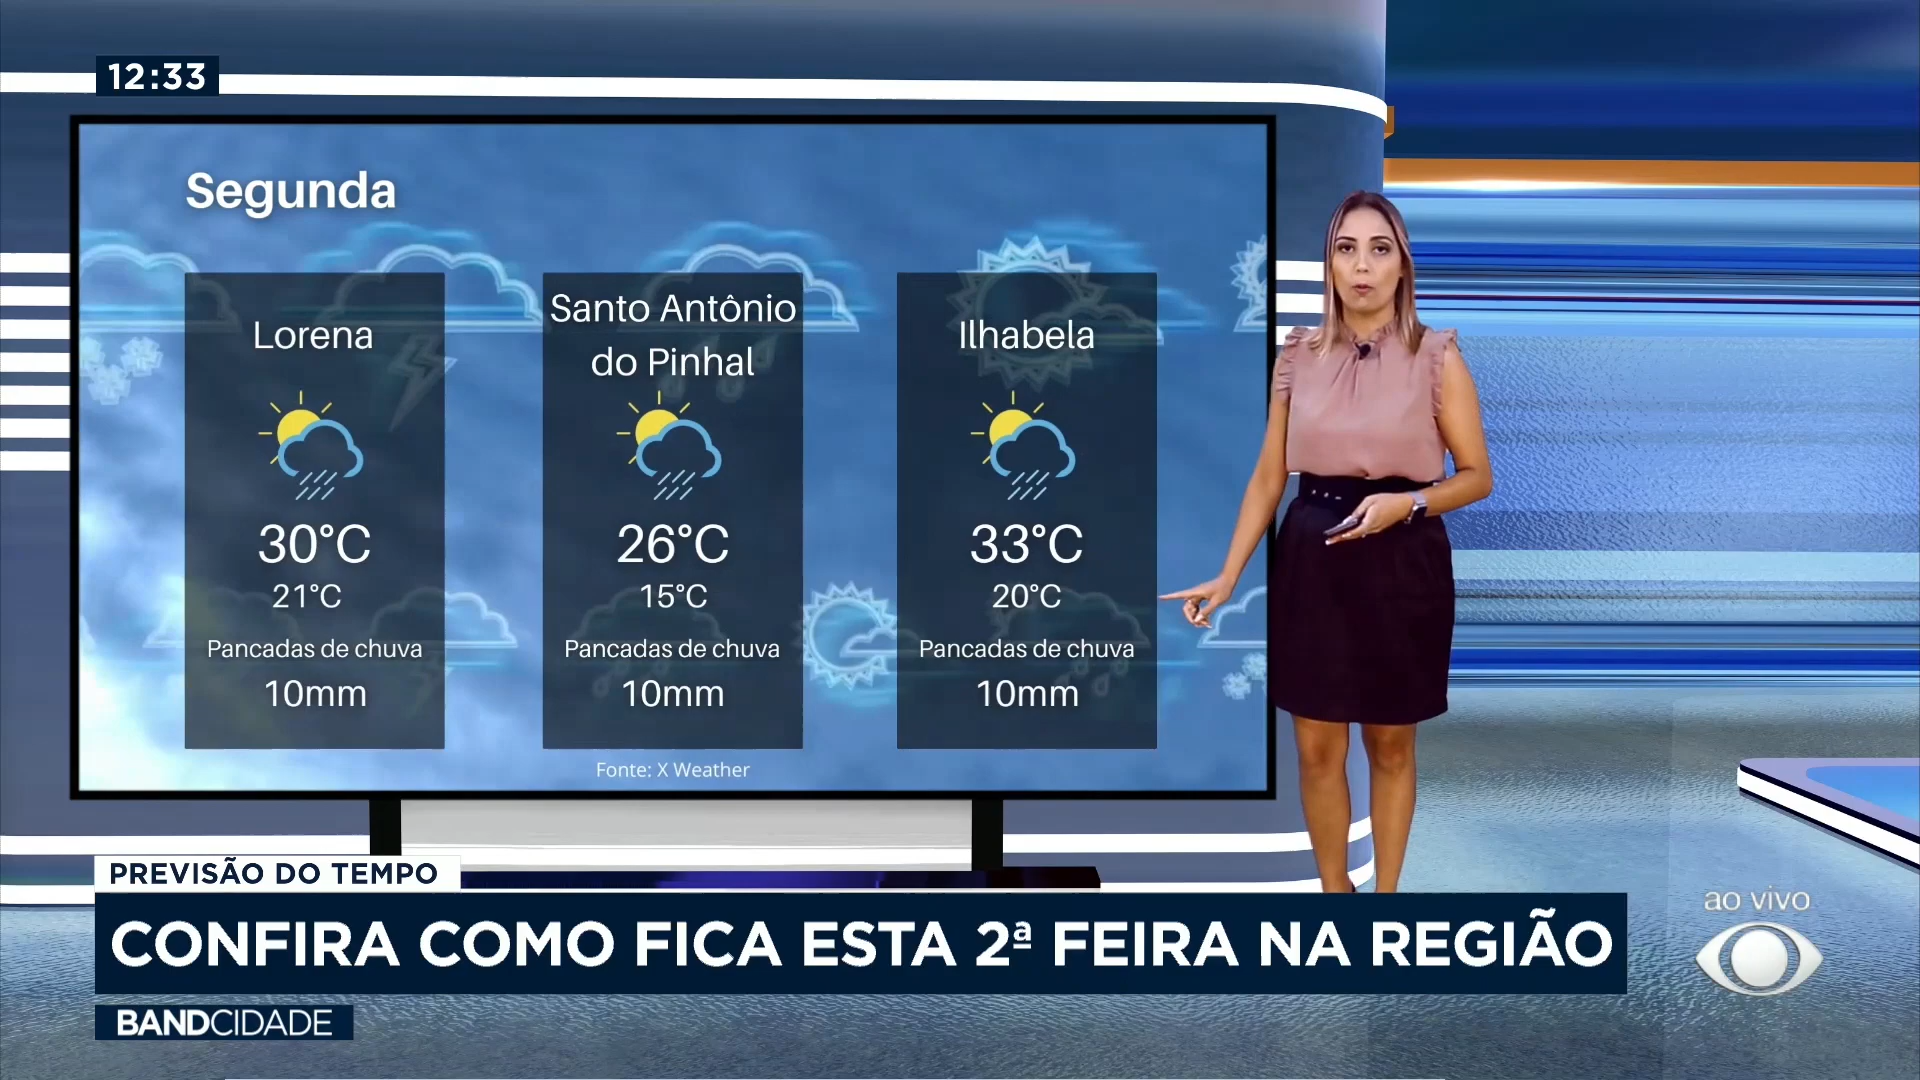 12:33
Segunda
Lorena
30°C
21°C
Pancadas de chuva
10mm
Santo Antônio
do Pinhal
26°C
15°C
Pancadas de chuva
10mm
Ilhabela
33°C
20°C
Pancadas de chuva
10mm
Fonte: X Weather
PREVISÃO DO TEMPO
CONFIRA COMO FICA ESTA 2ª FEIRA NA REGIÃO
BANDCIDADE
ao vivo